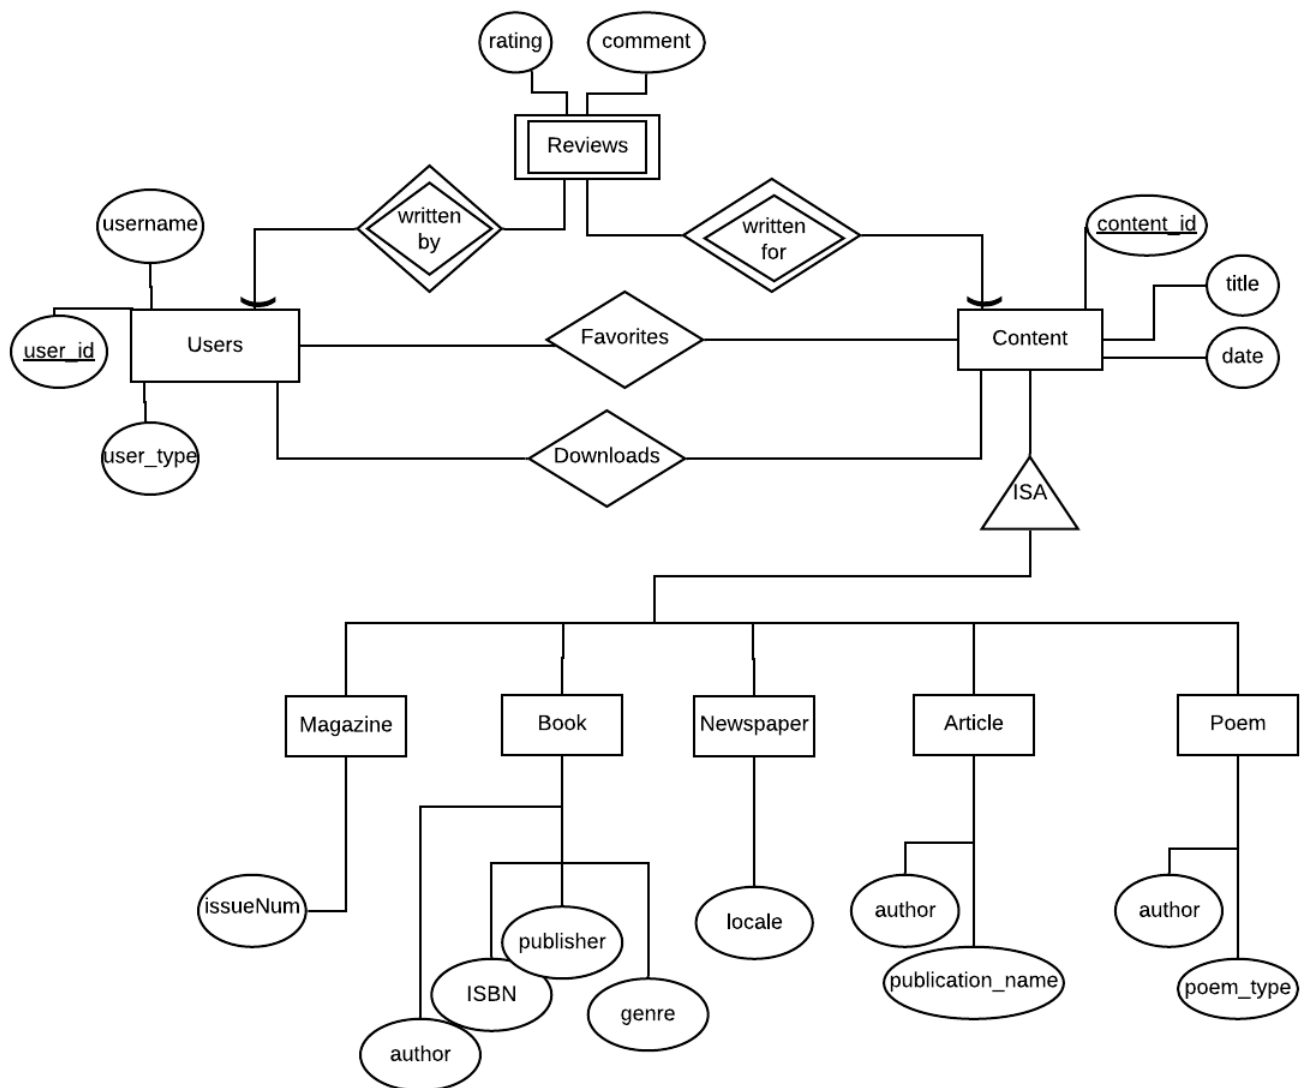 rating
comment
Reviews
written
by
written
for
username
content_id
title
Users
Favorites
Content
user_id
date
user_type
Downloads
ISA
Magazine
Book
Newspaper
Article
Poem
issueNum
publisher
locale
author
author
ISBN
genre
publication_name
poem_type
author